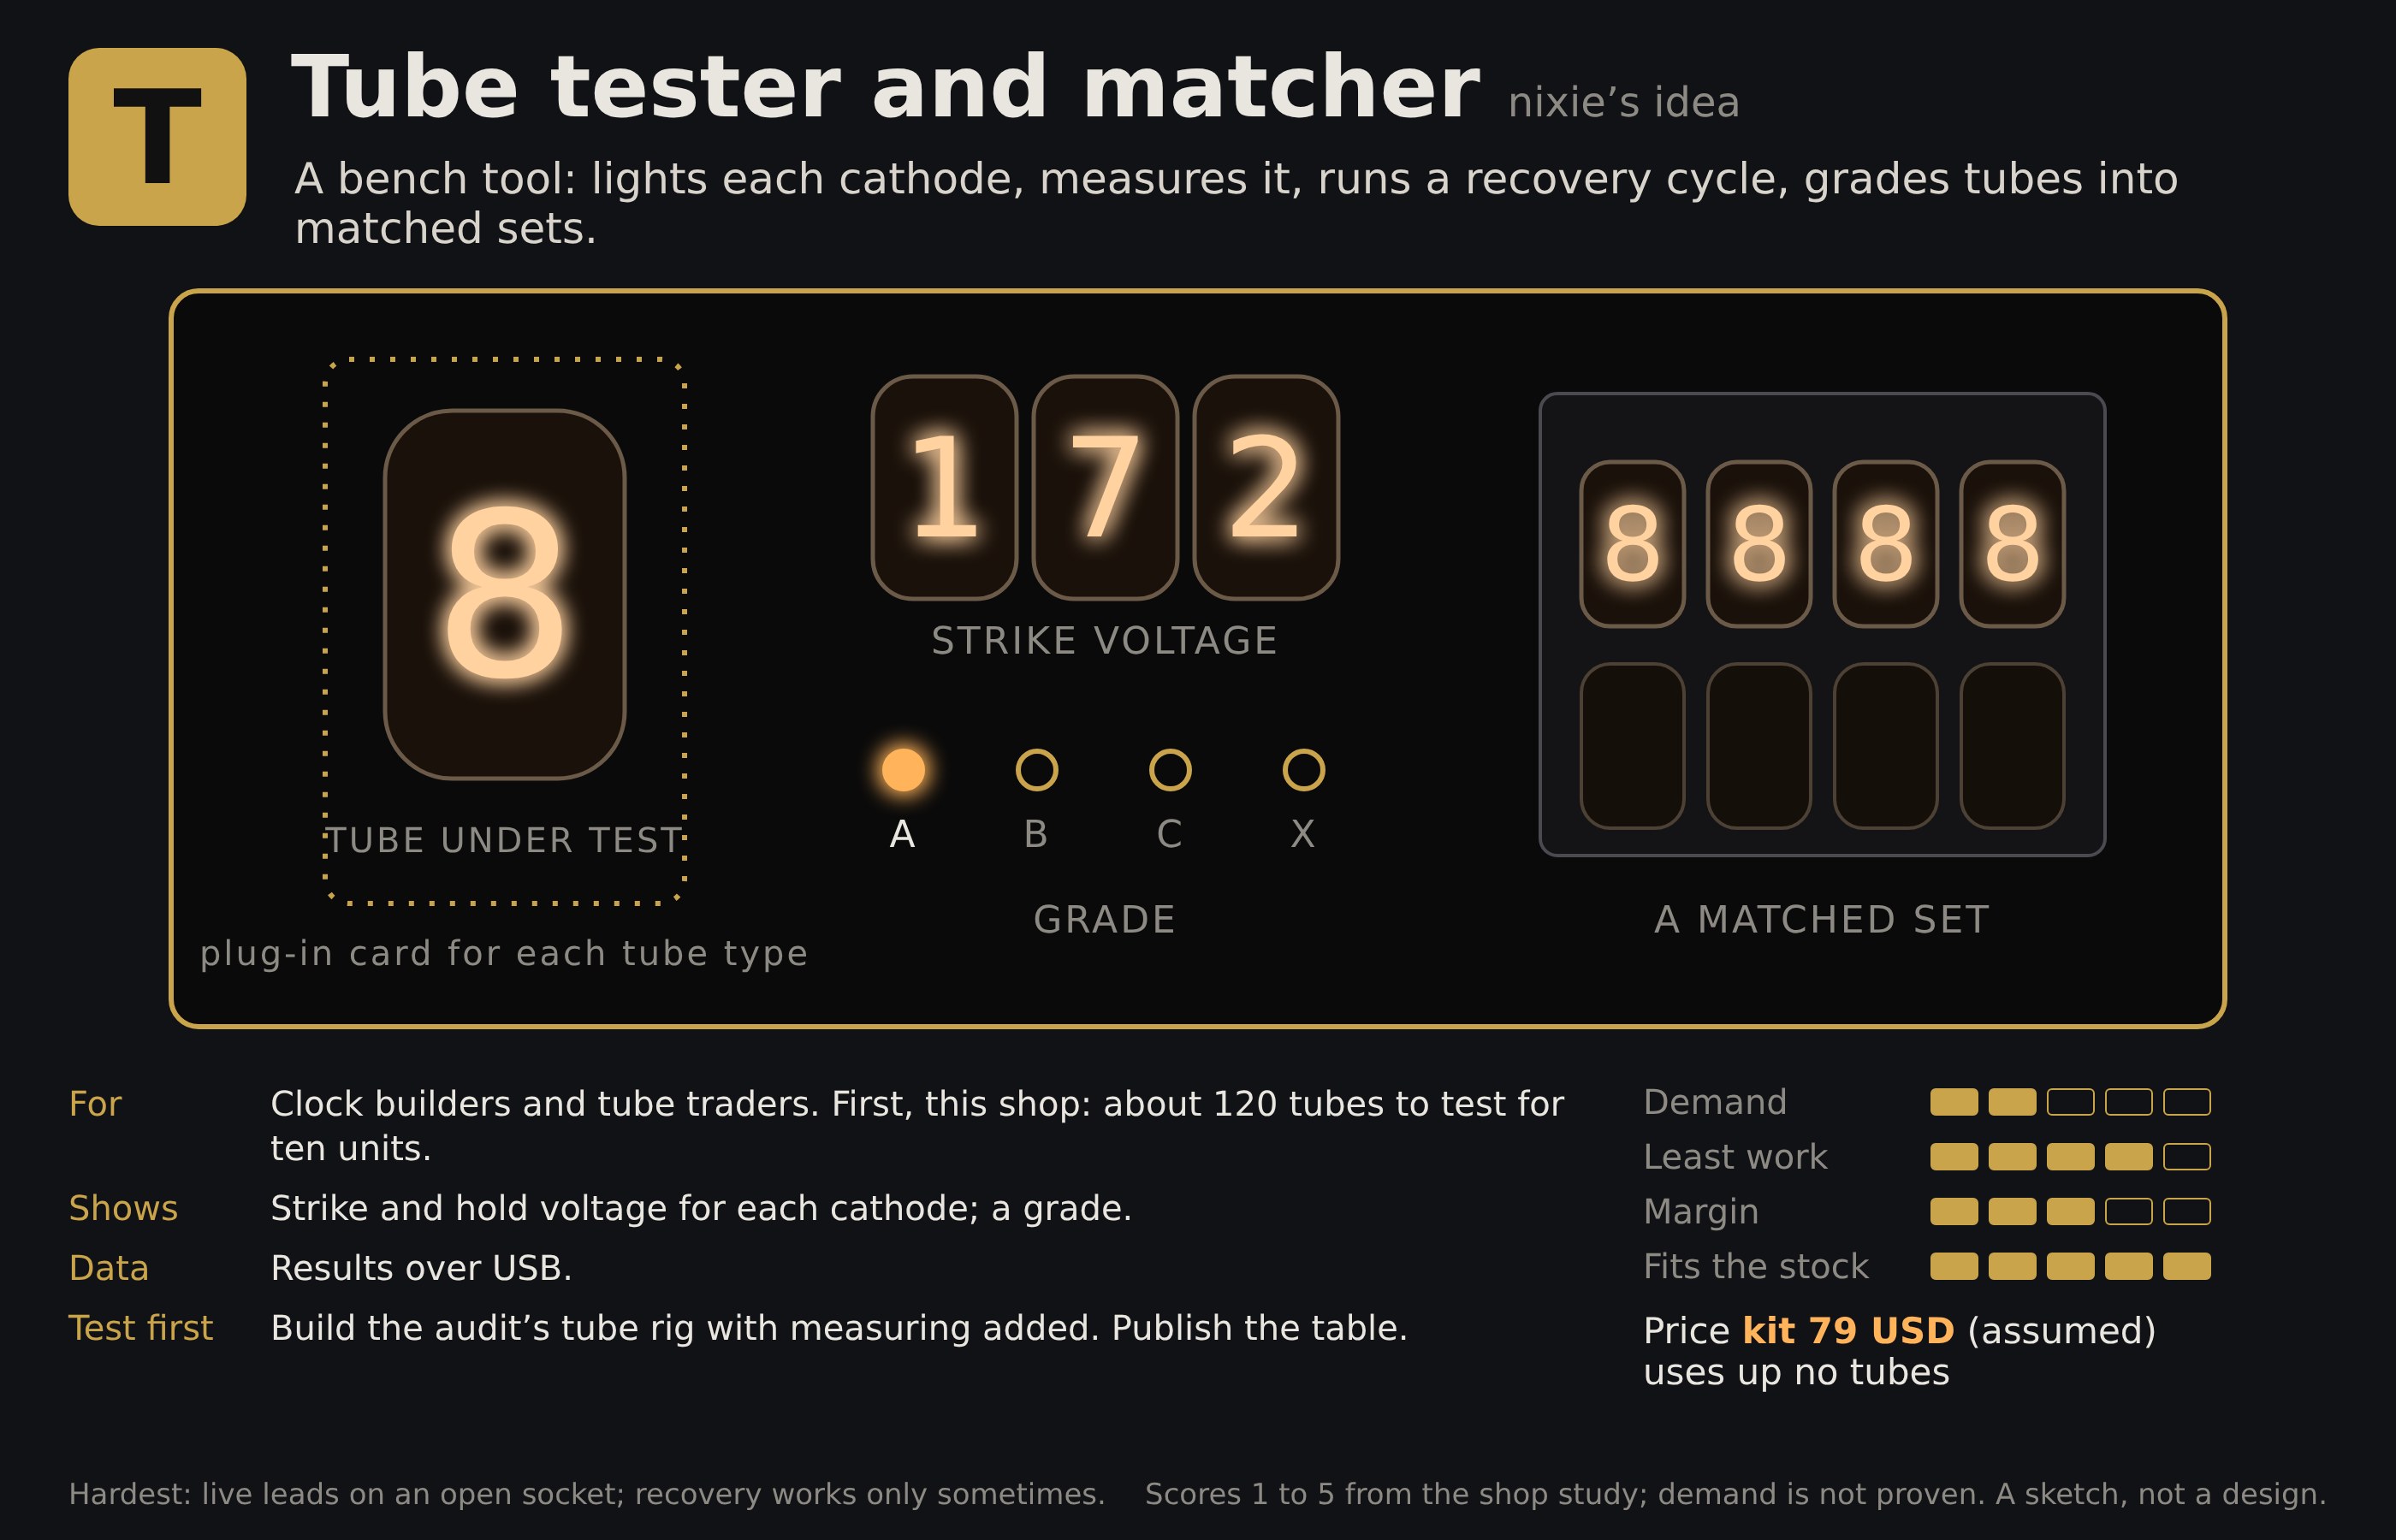 T
Tube tester and matcher nixie’s idea
A bench tool: lights each cathode, measures it, runs a recovery cycle, grades tubes into
matched sets.
8
TUBE UNDER TEST
plug-in card for each tube type
1 7 2
STRIKE VOLTAGE
A B C X
GRADE
8 8 8 8
A MATCHED SET
For Clock builders and tube traders. First, this shop: about 120 tubes to test for
ten units.
Shows Strike and hold voltage for each cathode; a grade.
Data Results over USB.
Test first Build the audit’s tube rig with measuring added. Publish the table.
Demand
Least work
Margin
Fits the stock
Price kit 79 USD (assumed)
uses up no tubes
Hardest: live leads on an open socket; recovery works only sometimes. Scores 1 to 5 from the shop study; demand is not proven. A sketch, not a design.